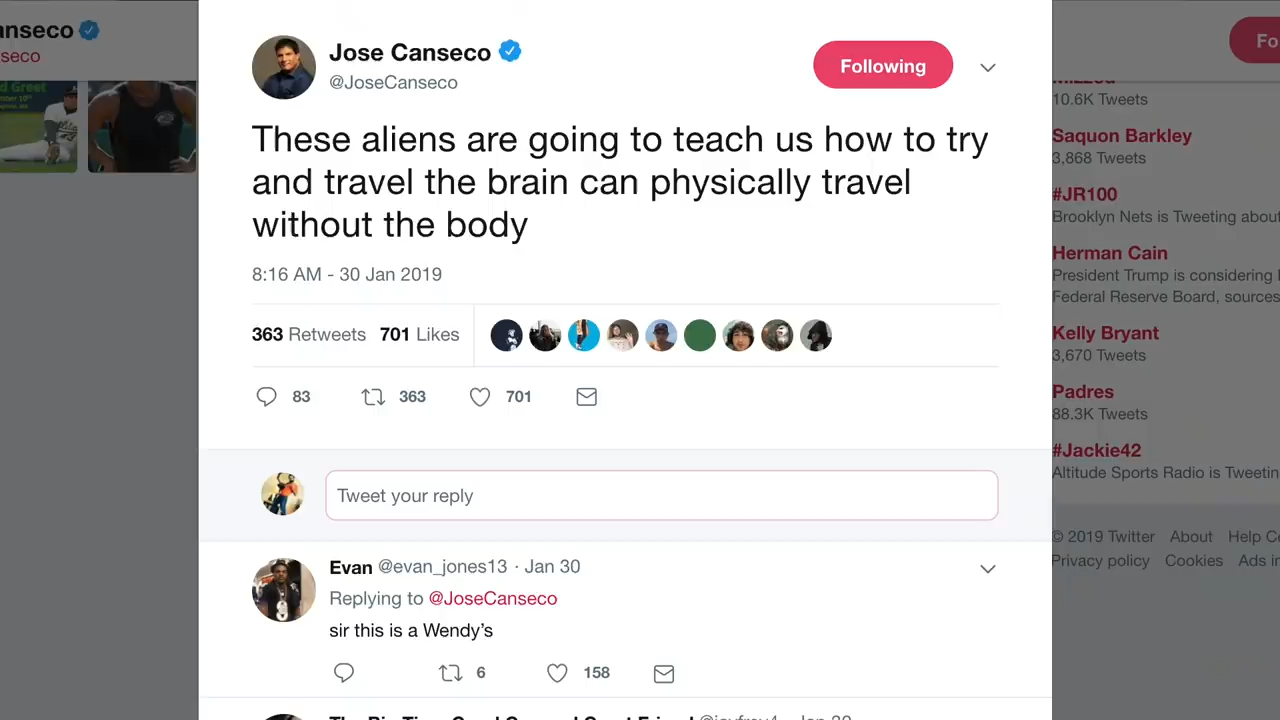 anseco
seco
d Greet
Jose Canseco
@JoseCanseco
Following
Fo
These aliens are going to teach us how to try
and travel the brain can physically travel
without the body
8:16 AM - 30 Jan 2019
363 Retweets 701 Likes
83 363 701
Tweet your reply
Evan @evan_jones13 · Jan 30
Replying to @JoseCanseco
sir this is a Wendy’s
6 158
10.6K Tweets
Saquon Barkley
3,868 Tweets
#JR100
Brooklyn Nets is Tweeting about
Herman Cain
President Trump is considering
Federal Reserve Board, sources
Kelly Bryant
3,670 Tweets
Padres
88.3K Tweets
#Jackie42
Altitude Sports Radio is Tweetin
© 2019 Twitter About Help Ce
Privacy policy Cookies Ads in